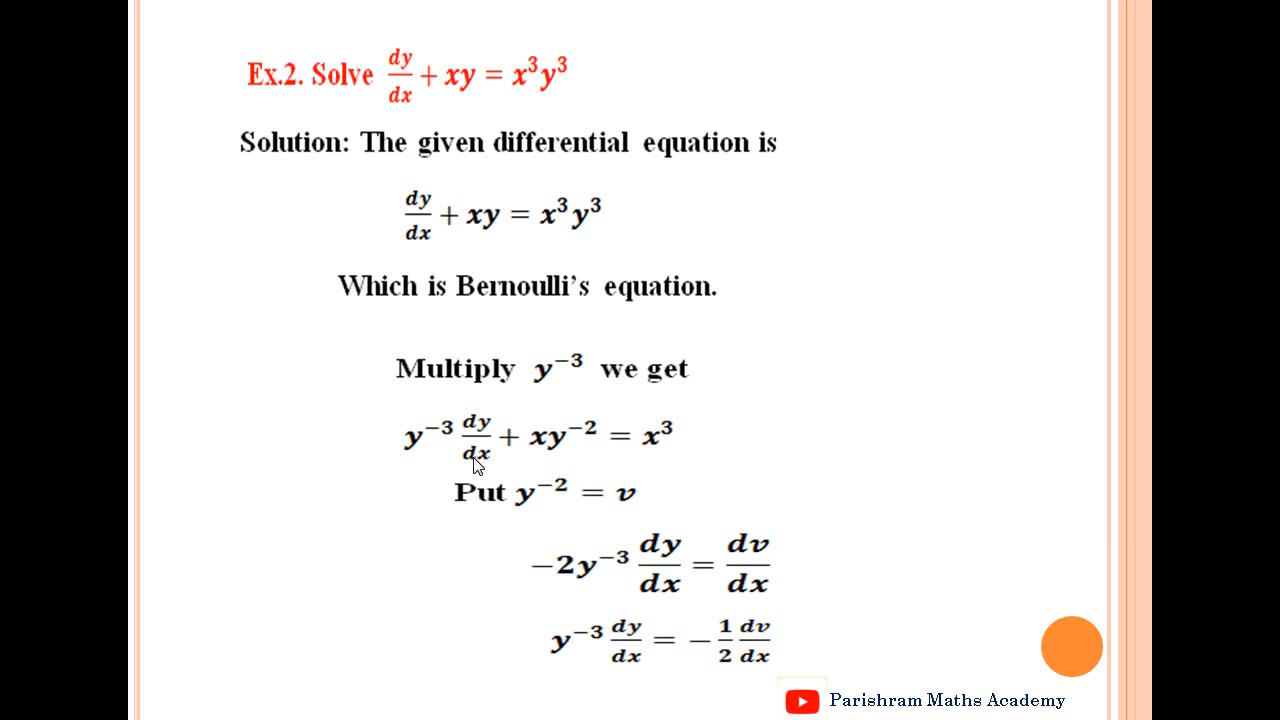 Ex.2. Solve dy/dx + xy = x³y³
Solution: The given differential equation is
dy/dx + xy = x³y³
Which is Bernoulli's equation.
Multiply y⁻³ we get
y⁻³ dy/dx + xy⁻² = x³
Put y⁻² = v
−2y⁻³ dy/dx = dv/dx
y⁻³ dy/dx = − 1/2 dv/dx
Parishram Maths Academy